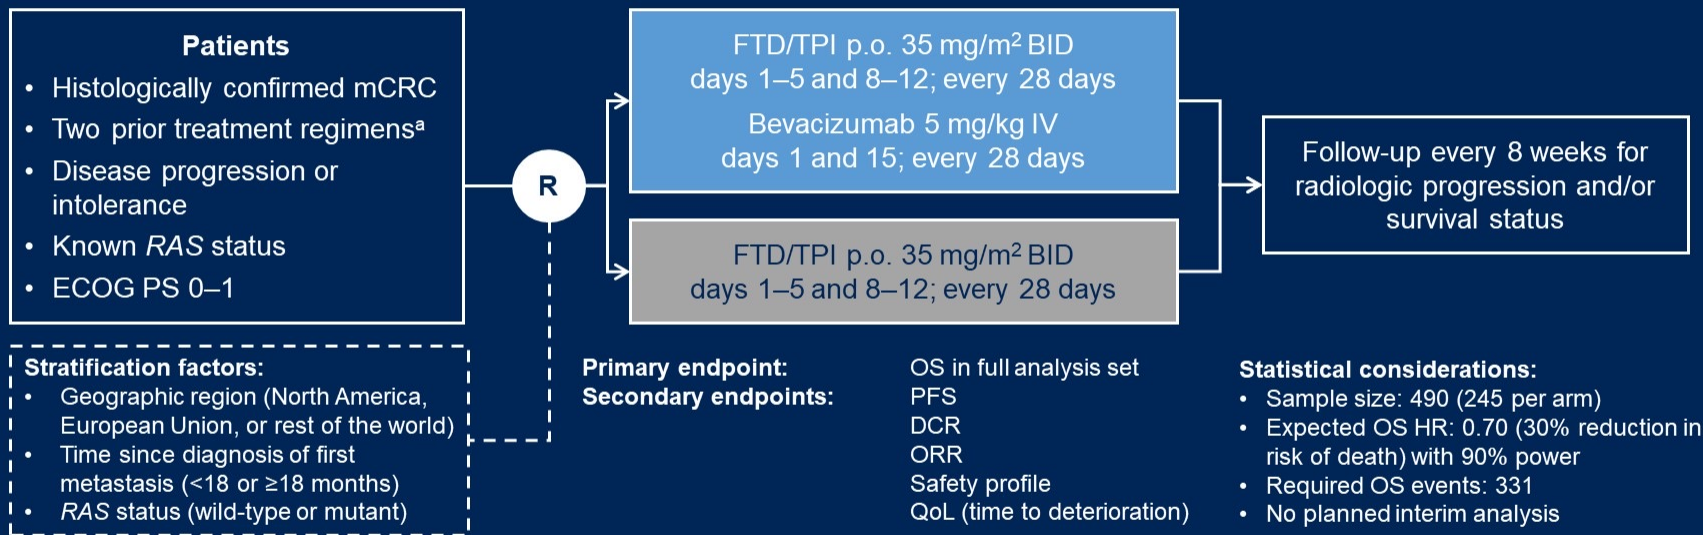 Patients
• Histologically confirmed mCRC
• Two prior treatment regimensᵃ
• Disease progression or
intolerance
• Known RAS status
• ECOG PS 0–1
R
FTD/TPI p.o. 35 mg/m² BID
days 1–5 and 8–12; every 28 days
Bevacizumab 5 mg/kg IV
days 1 and 15; every 28 days
FTD/TPI p.o. 35 mg/m² BID
days 1–5 and 8–12; every 28 days
Follow-up every 8 weeks for
radiologic progression and/or
survival status
Stratification factors:
• Geographic region (North America,
European Union, or rest of the world)
• Time since diagnosis of first
metastasis (<18 or ≥18 months)
• RAS status (wild-type or mutant)
Primary endpoint: OS in full analysis set
Secondary endpoints: PFS
DCR
ORR
Safety profile
QoL (time to deterioration)
Statistical considerations:
• Sample size: 490 (245 per arm)
• Expected OS HR: 0.70 (30% reduction in
risk of death) with 90% power
• Required OS events: 331
• No planned interim analysis